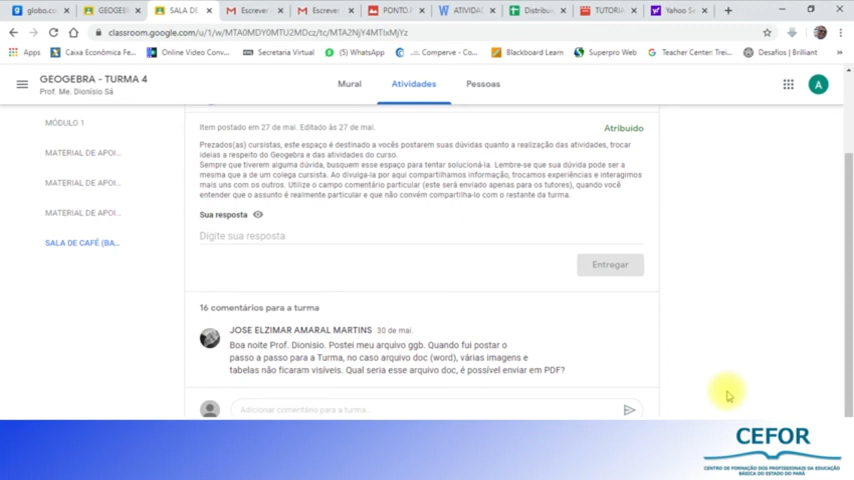 globo.co
GEOGEB
SALA DE
Escrever
Escrever
PONTO.F
ATIVIDA
Distribui
TUTORIA
Yahoo S
classroom.google.com/u/1/w/MTA0MDY0MTU2MDcz/tc/MTA2NjY4MTIxMjYz
Apps
Caixa Econômica Fe...
Online Video Conv...
Secretaria Virtual
(5) WhatsApp
.:: Comperve - Co...
Blackboard Learn
Superpro Web
Teacher Center: Trei...
Desafios | Brilliant
GEOGEBRA - TURMA 4
Prof. Me. Dionísio Sá
Mural
Atividades
Pessoas
A
MÓDULO 1
MATERIAL DE APOI...
MATERIAL DE APOI...
MATERIAL DE APOI...
SALA DE CAFÉ (BA...
Item postado em 27 de mai. Editado às 27 de mai.
Atribuído
Prezados(as) cursistas, este espaço é destinado a vocês postarem suas dúvidas quanto a realização das atividades, trocar
ideias a respeito do Geogebra e das atividades do curso.
Sempre que tiverem alguma dúvida, busquem esse espaço para tentar solucioná-la. Lembre-se que sua dúvida pode ser a
mesma que a de um colega cursista. Ao divulga-la por aqui compartilhamos informação, trocamos experiências e interagimos
mais uns com os outros. Utilize o campo comentário particular (este será enviado apenas para os tutores), quando você
entender que o assunto é realmente particular e que não convém compartilha-lo com o restante da turma.
Sua resposta
Digite sua resposta
Entregar
16 comentários para a turma
JOSE ELZIMAR AMARAL MARTINS 30 de mai.
Boa noite Prof. Dionisio. Postei meu arquivo ggb. Quando fui postar o
passo a passo para a Turma, no caso arquivo doc (word), várias imagens e
tabelas não ficaram visíveis. Qual seria esse arquivo doc, é possível enviar em PDF?
Adicionar comentário para a turma...
CEFOR
CENTRO DE FORMAÇÃO DOS PROFISSIONAIS DA EDUCAÇÃO
BÁSICA DO ESTADO DO PARÁ